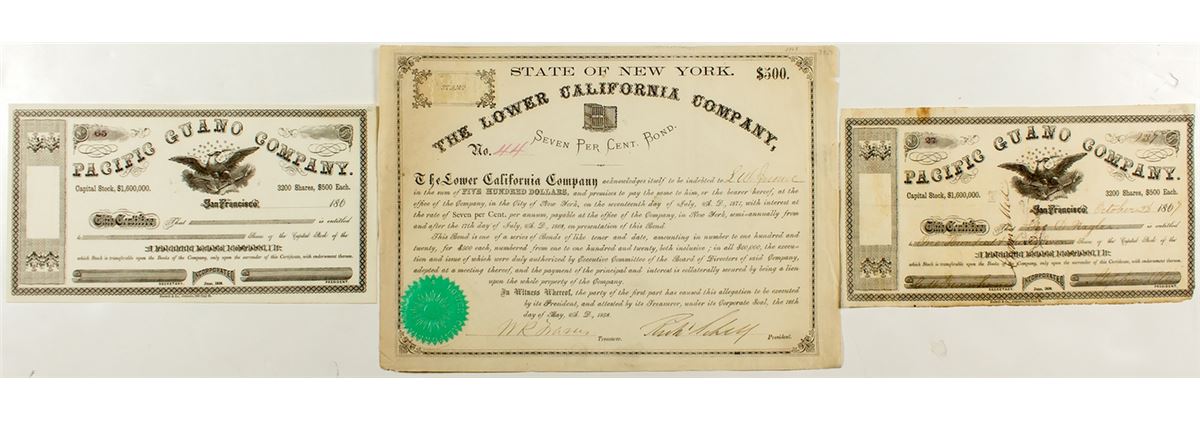 65
PACIFIC GUANO COMPANY.
Capital Stock, $1,600,000.
3200 Shares, $500 Each.
San Francisco
186
This Certifies That
is entitled
to
Shares of the Capital Stock of the
PACIFIC GUANO COMPANY
which Stock is transferable upon the Books of the Company, only upon the surrender of this Certificate, with endorsement thereon.
INCORPORATED
SECRETARY.
PRESIDENT.
STATE OF NEW YORK.
$500.
STAMP
THE LOWER CALIFORNIA COMPANY,
SEVEN PER CENT. BOND.
No. 44
The Lower California Company acknowledges itself to be indebted to
in the sum of FIVE HUNDRED DOLLARS, and promises to pay the same to him, or the bearer hereof, at the
office of the Company, in the City of New York, on the seventeenth day of July, A. D., 1871, with interest at
the rate of Seven per Cent. per annum, payable at the office of the Company, in New York, semi-annually from
and after the 17th day of July, A. D., 1868, on presentation of this Bond.
This Bond is one of a series of Bonds of like tenor and date, amounting in number to one hundred and
twenty, for $500 each, numbered from one to one hundred and twenty, both inclusive; in all $60,000, the execu-
tion and issue of which were duly authorized by Executive Committee of the Board of Directors of said Company,
adopted at a meeting thereof, and the payment of the principal and interest is collaterally secured by being a lien
upon the whole property of the Company.
In Witness Whereof, the party of the first part has caused this allegation to be executed
by its President, and attested by its Treasurer, under its Corporate Seal, the 18th
day of May, A. D., 1868.
Treasurer.
President.
PACIFIC GUANO COMPANY.
Capital Stock, $1,600,000.
3200 Shares, $500 Each.
San Francisco October 186
This Certifies
is entitled
to
Shares of the Capital Stock of the
PACIFIC GUANO COMPANY
which Stock is transferable upon the Books of the Company, only upon the surrender of this Certificate, with endorsement thereon.
INCORPORATED
SECRETARY.
PRESIDENT.